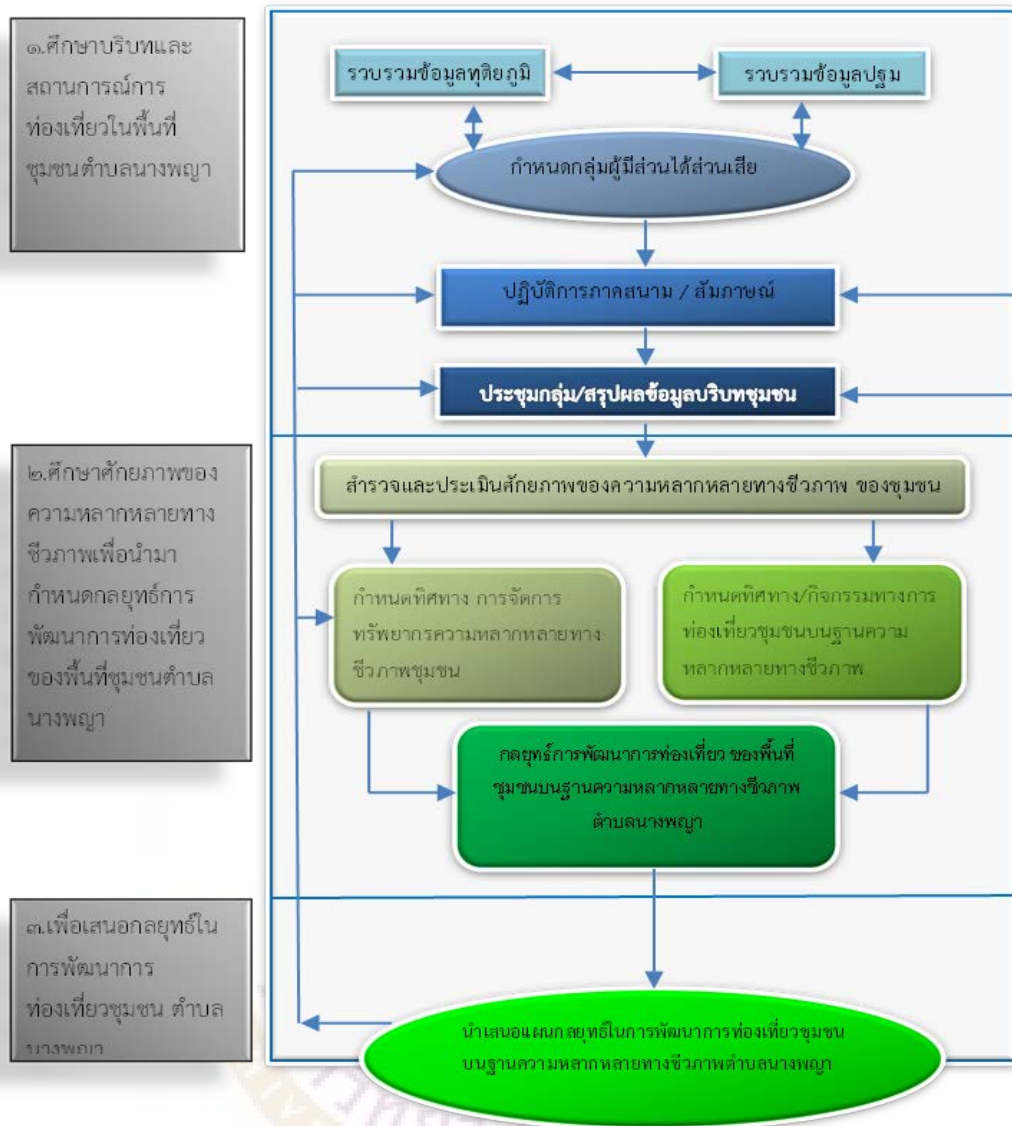 ๑.ศึกษาบริบทและ
สถานการณ์การ
ท่องเที่ยวในพื้นที่
ชุมชนตำบลนางพญา
รวบรวมข้อมูลทุติยภูมิ
รวบรวมข้อมูลปฐม
กำหนดกลุ่มผู้มีส่วนได้ส่วนเสีย
ปฏิบัติการภาคสนาม / สัมภาษณ์
ประชุมกลุ่ม/สรุปผลข้อมูลบริบทชุมชน
๒.ศึกษาศักยภาพของ
ความหลากหลายทาง
ชีวภาพเพื่อนำมา
กำหนดกลยุทธ์การ
พัฒนาการท่องเที่ยว
ของพื้นที่ชุมชนตำบล
นางพญา
สำรวจและประเมินศักยภาพของความหลากหลายทางชีวภาพ ของชุมชน
กำหนดทิศทาง การจัดการ
ทรัพยากรความหลากหลายทาง
ชีวภาพชุมชน
กำหนดทิศทาง/กิจกรรมทางการ
ท่องเที่ยวชุมชนบนฐานความ
หลากหลายทางชีวภาพ
กลยุทธ์การพัฒนาการท่องเที่ยว ของพื้นที่
ชุมชนบนฐานความหลากหลายทางชีวภาพ
ตำบลนางพญา
๓.เพื่อเสนอกลยุทธ์ใน
การพัฒนาการ
ท่องเที่ยวชุมชน ตำบล
นางพญา
นำเสนอแผนกลยุทธ์ในการพัฒนาการท่องเที่ยวชุมชน
บนฐานความหลากหลายทางชีวภาพตำบลนางพญา